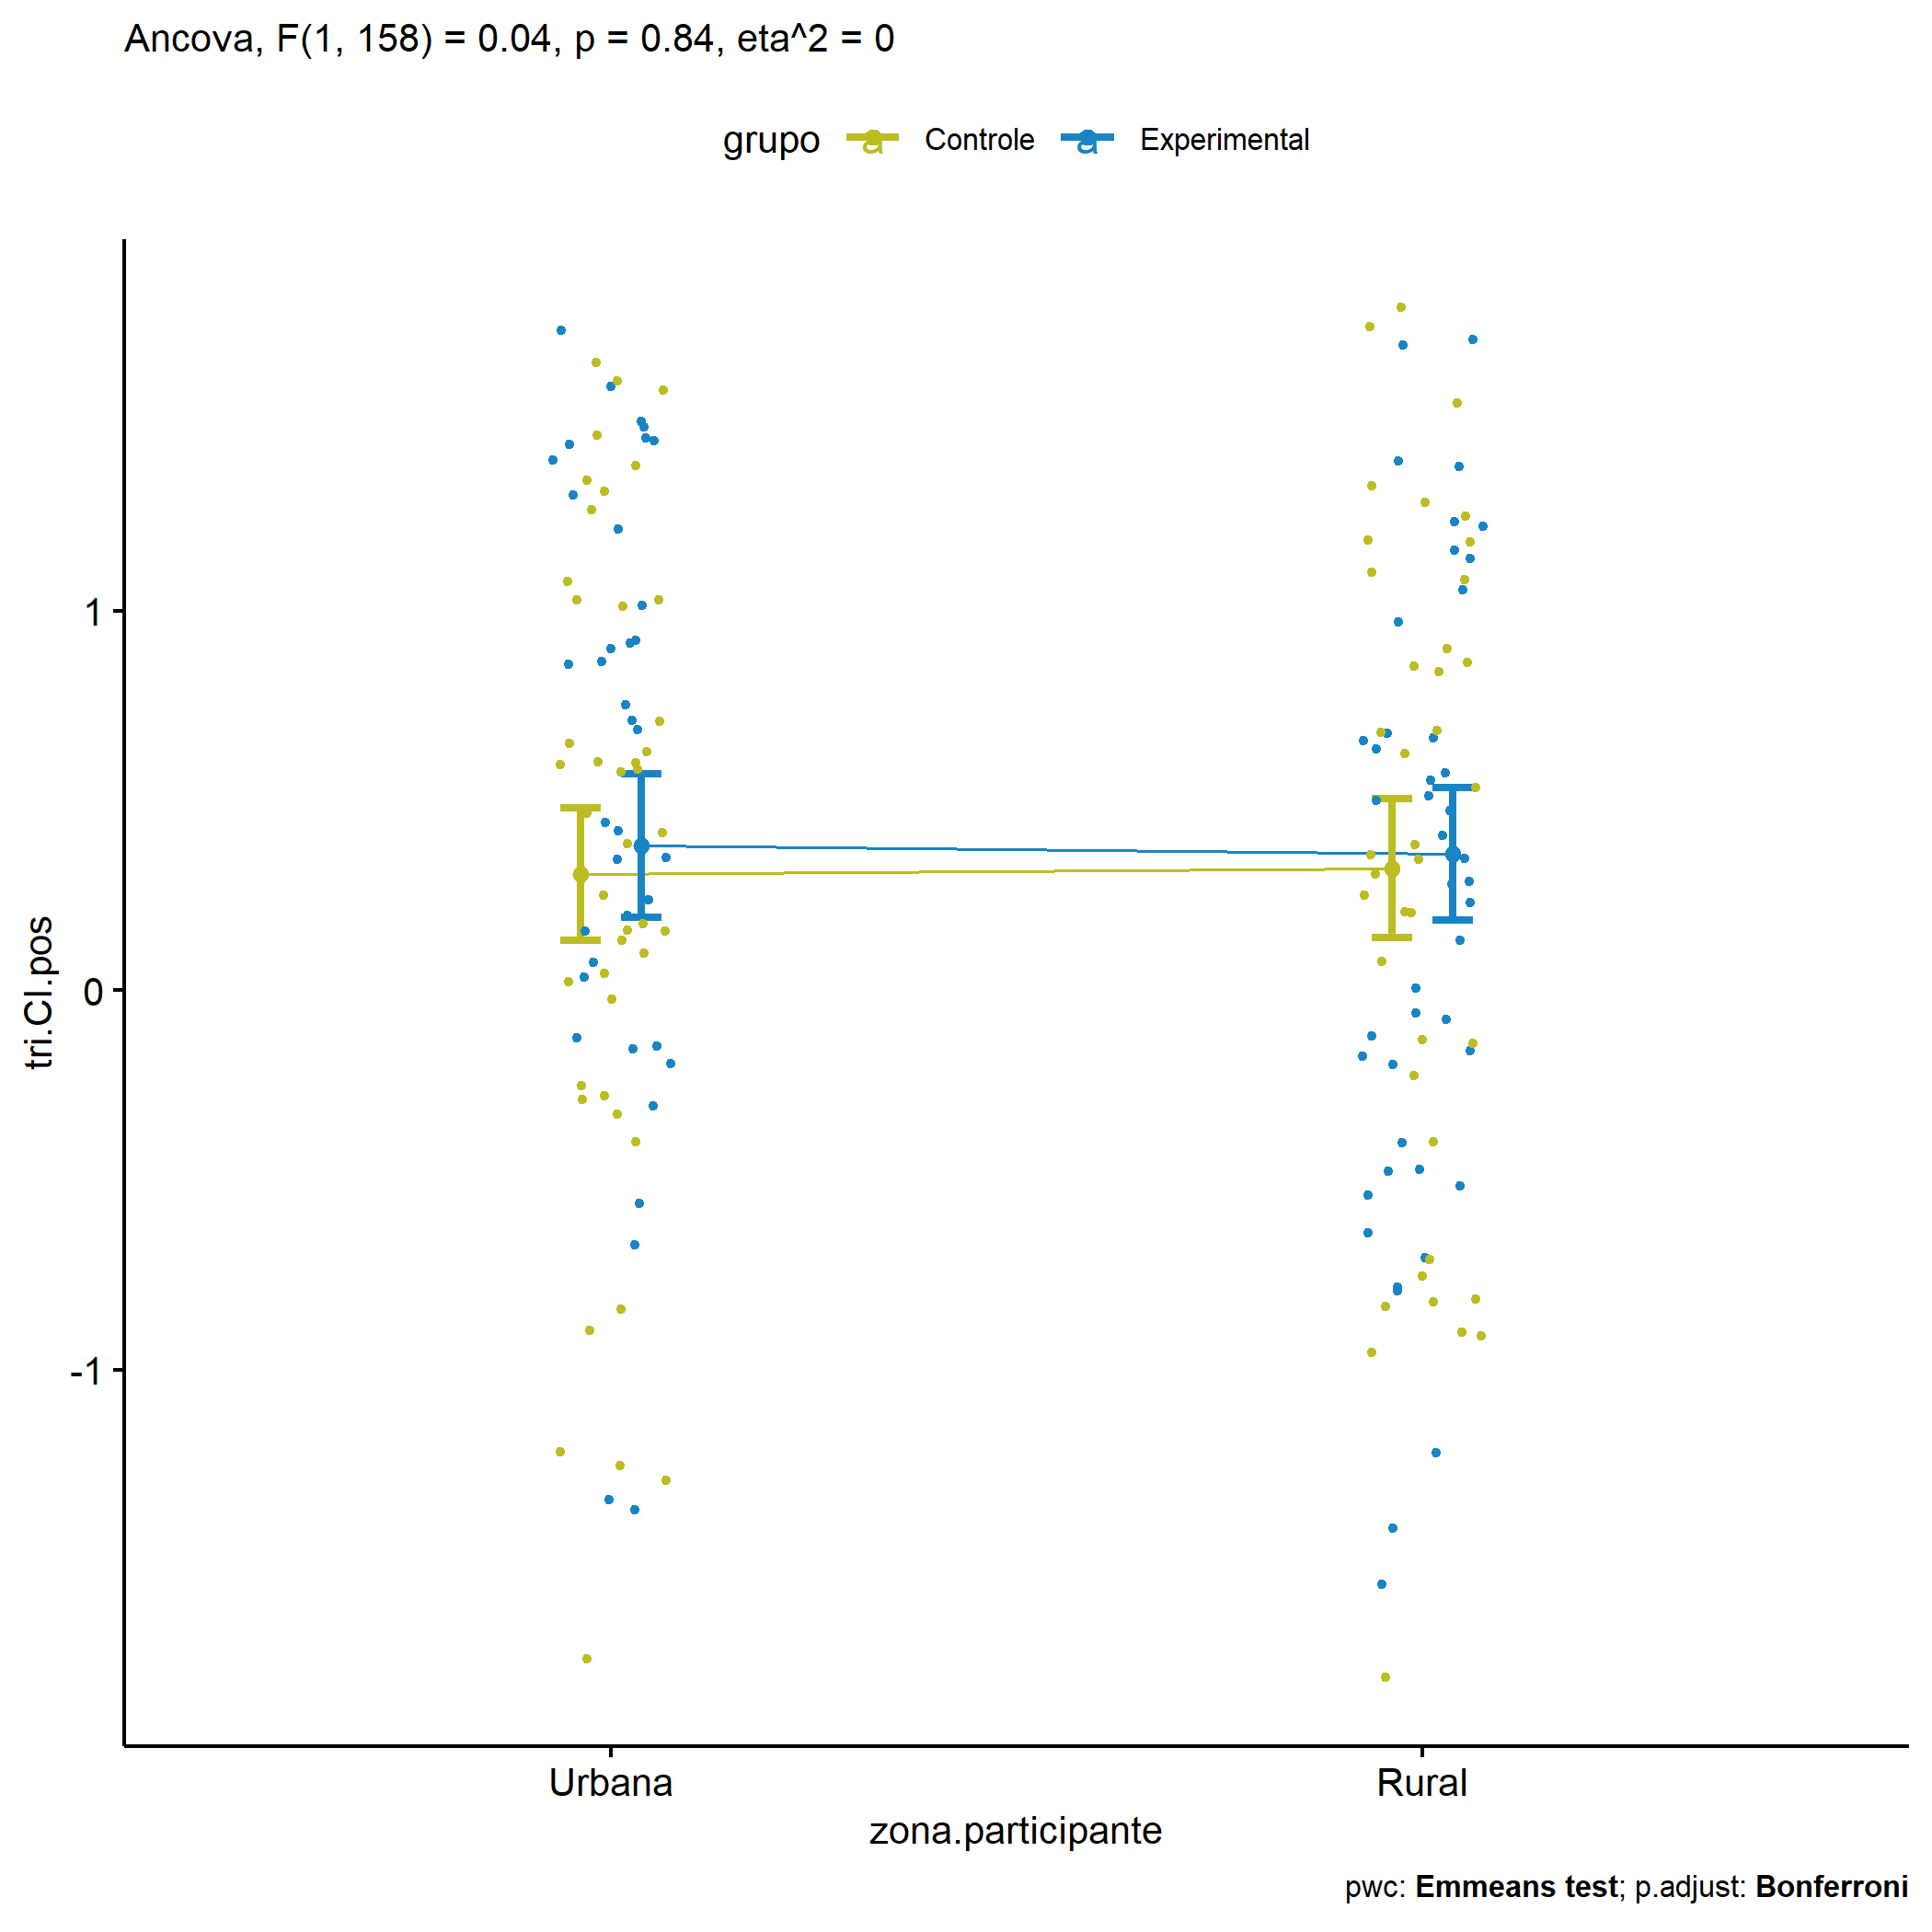 Ancova, F(1, 158) = 0.04, p = 0.84, eta^2 = 0
grupo a Controle a Experimental
tri.CI.pos
1
0
-1
Urbana Rural
zona.participante
pwc: Emmeans test; p.adjust: Bonferroni